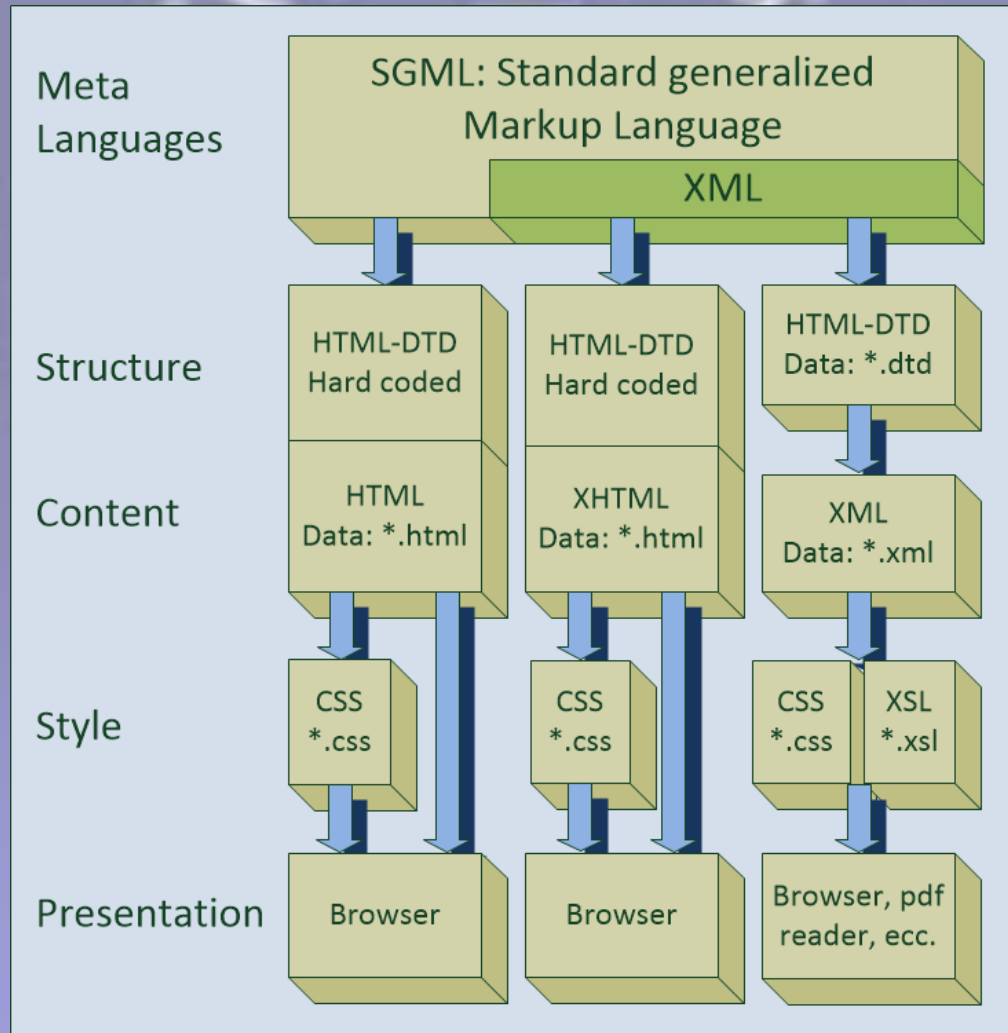 Meta
Languages
SGML: Standard generalized
Markup Language
XML
Structure
HTML-DTD
Hard coded
HTML-DTD
Hard coded
HTML-DTD
Data: *.dtd
Content
HTML
Data: *.html
XHTML
Data: *.html
XML
Data: *.xml
Style
CSS
*.css
CSS
*.css
CSS
*.css
XSL
*.xsl
Presentation
Browser
Browser
Browser, pdf
reader, ecc.